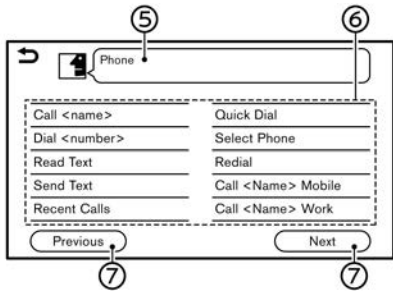 ⑤ ⑥
Phone
Call <name> Quick Dial
Dial <number> Select Phone
Read Text Redial
Send Text Call <Name> Mobile
Recent Calls Call <Name> Work
Previous Next
⑦ ⑦